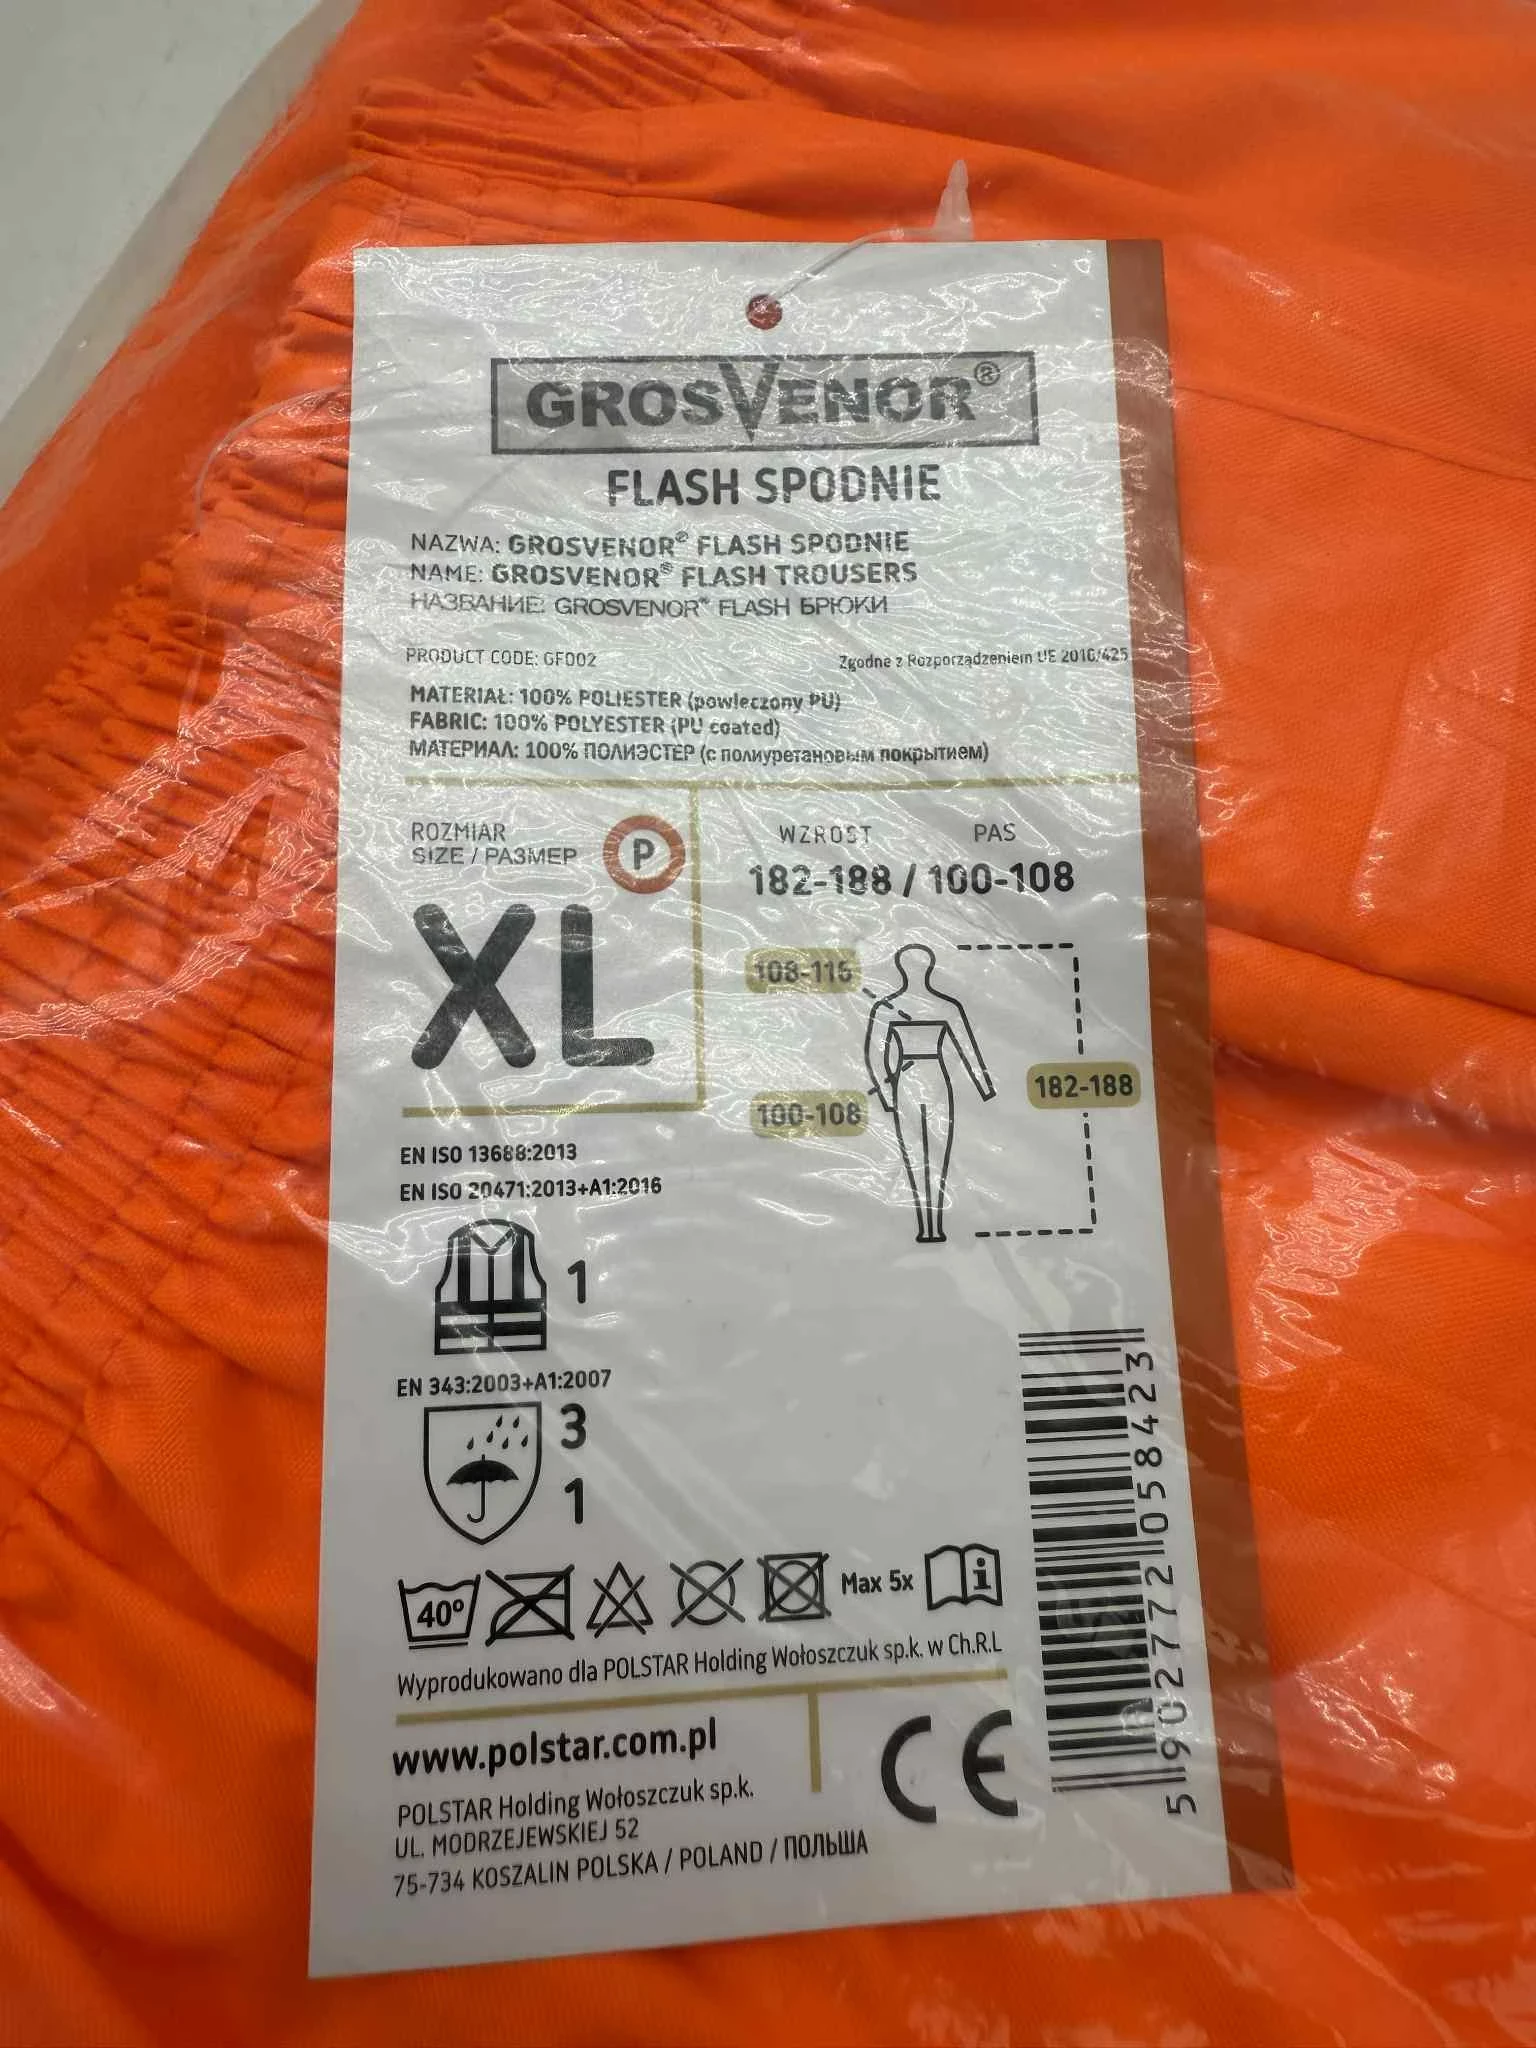 GROSVENOR®
FLASH SPODNIE
NAZWA: GROSVENOR® FLASH SPODNIE
NAME: GROSVENOR® FLASH TROUSERS
НАЗВАНИЕ: GROSVENOR® FLASH БРЮКИ
PRODUCT CODE: GF002
Zgodne z Rozporządzeniem UE 2016/425
MATERIAŁ: 100% POLIESTER (powleczony PU)
FABRIC: 100% POLYESTER (PU coated)
МАТЕРИАЛ: 100% ПОЛИЭСТЕР (с полиуретановым покрытием)
ROZMIAR
SIZE / РАЗМЕР
P
XL
WZROST PAS
182-188 / 100-108
108-116
100-108
182-188
EN ISO 13688:2013
EN ISO 20471:2013+A1:2016
1
EN 343:2003+A1:2007
3
1
40º
Max 5x
i
Wyprodukowano dla POLSTAR Holding Wołoszczuk sp.k. w Ch.R.L
www.polstar.com.pl
POLSTAR Holding Wołoszczuk sp.k.
UL. MODRZEJEWSKIEJ 52
75-734 KOSZALIN POLSKA / POLAND / ПОЛЬША
CE
5 902772 058423